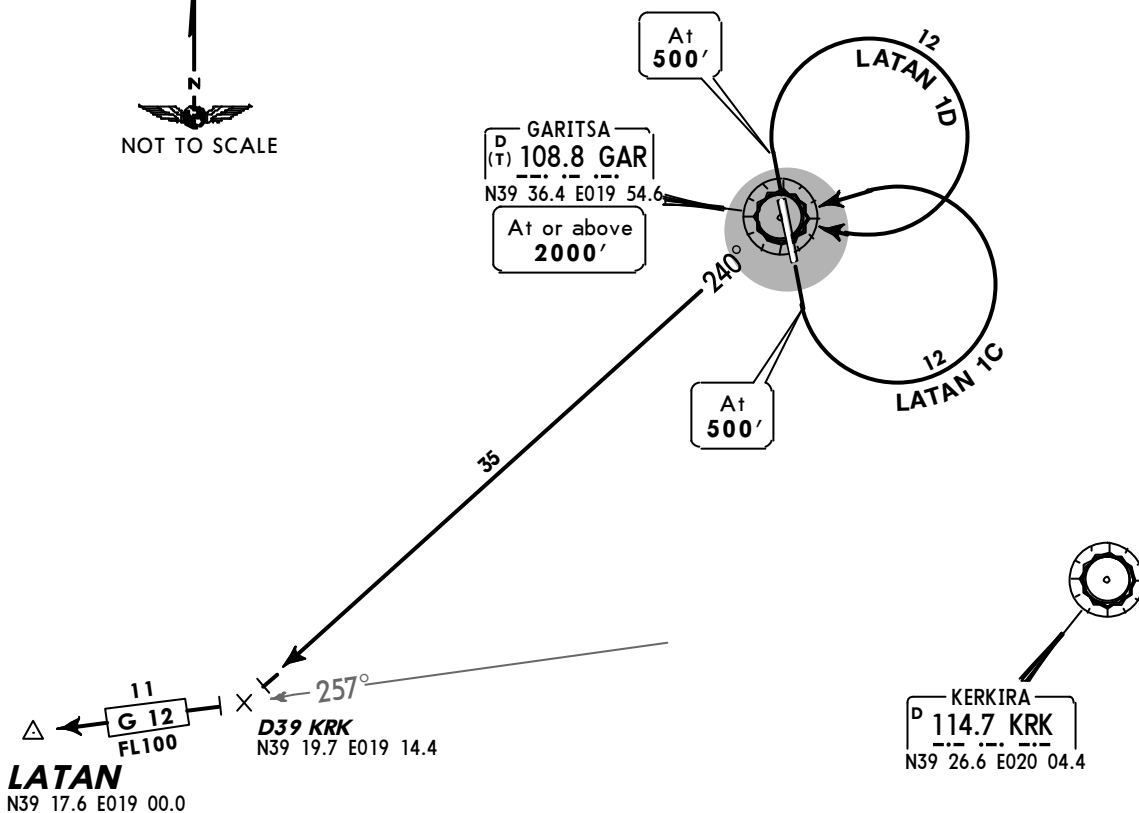 N
NOT TO SCALE
At
500'
12
LATAN 1D
GARITSA
D
(T) 108.8 GAR
N39 36.4 E019 54.6
At or above
2000'
240°
12
LATAN 1C
At
500'
35
257°
11
G 12
FL100
D39 KRK
N39 19.7 E019 14.4
LATAN
N39 17.6 E019 00.0
KERKIRA
D 114.7 KRK
N39 26.6 E020 04.4